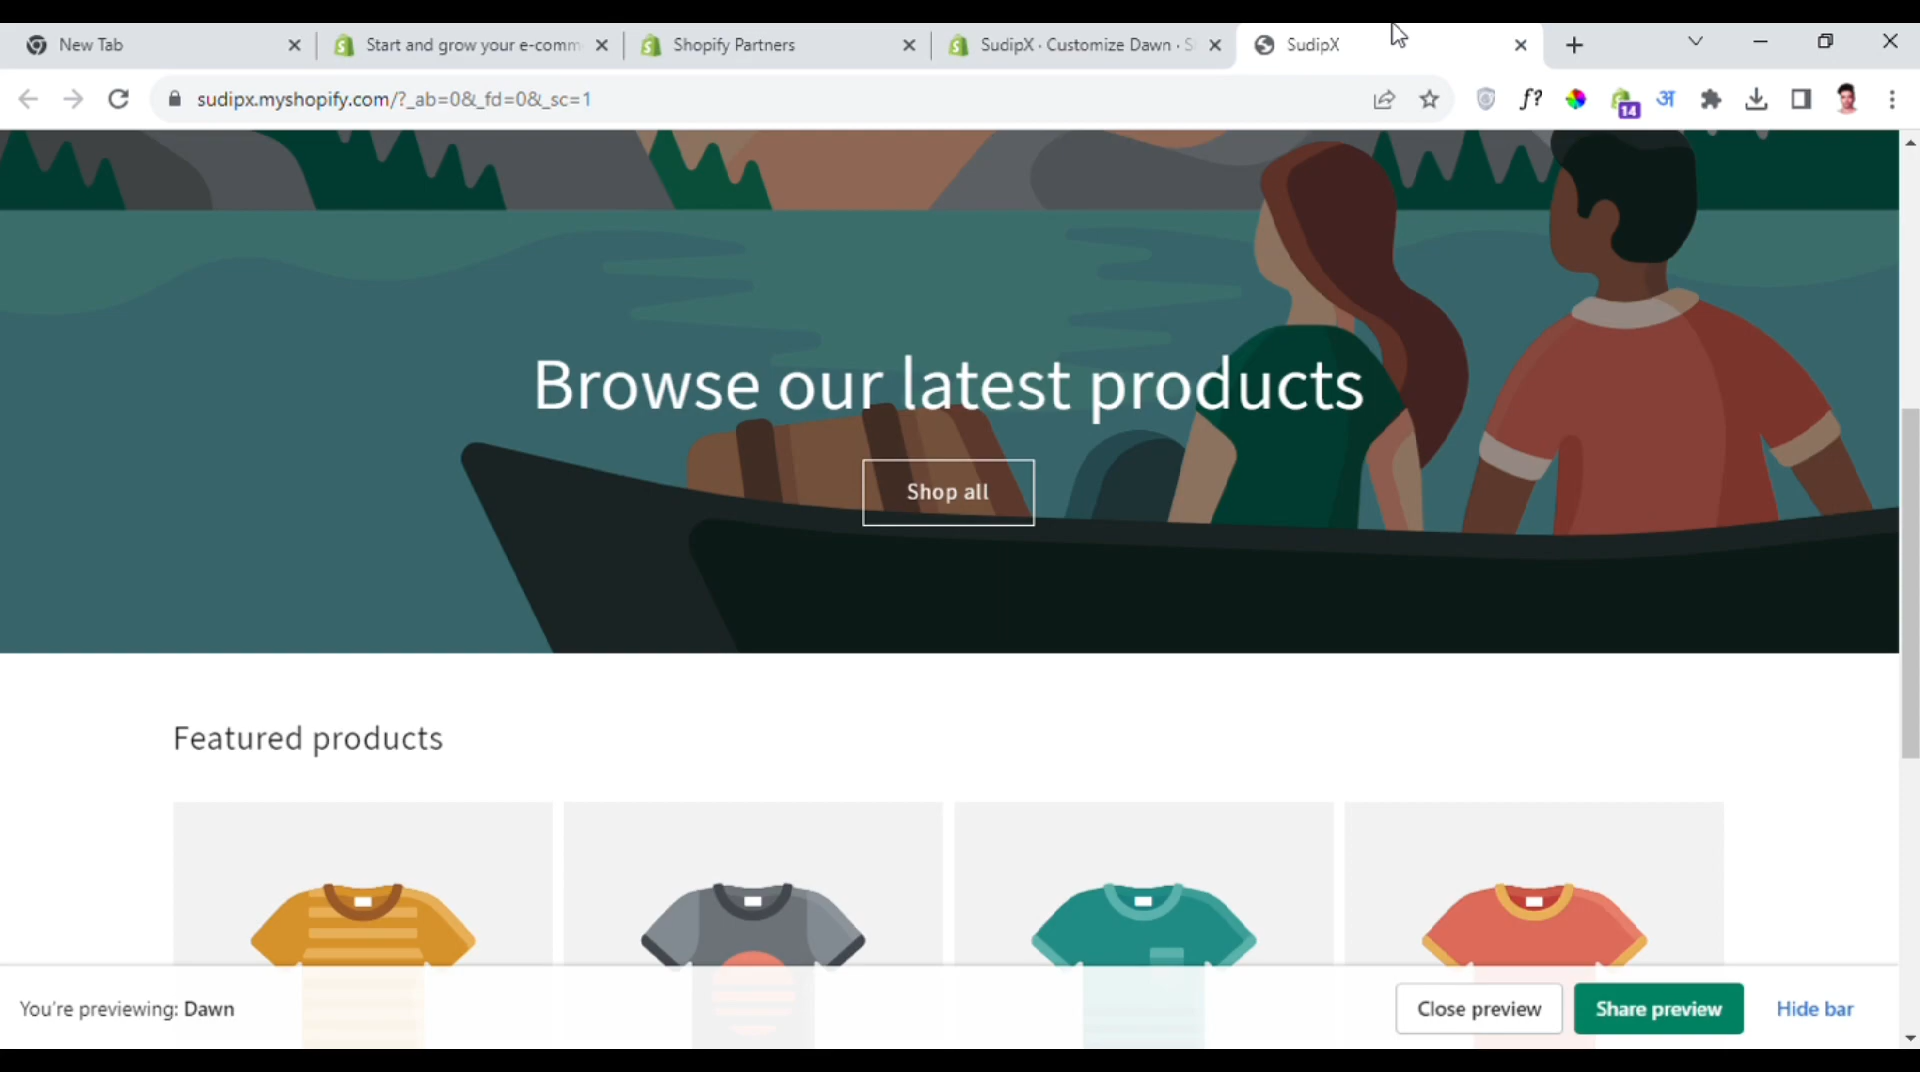 New Tab
Start and grow your e-comm
Shopify Partners
SudipX · Customize Dawn · S
SudipX
sudipx.myshopify.com/?_ab=0&_fd=0&_sc=1
f?
14
अ
Browse our latest products
Shop all
Featured products
You're previewing: Dawn
Close preview
Share preview
Hide bar